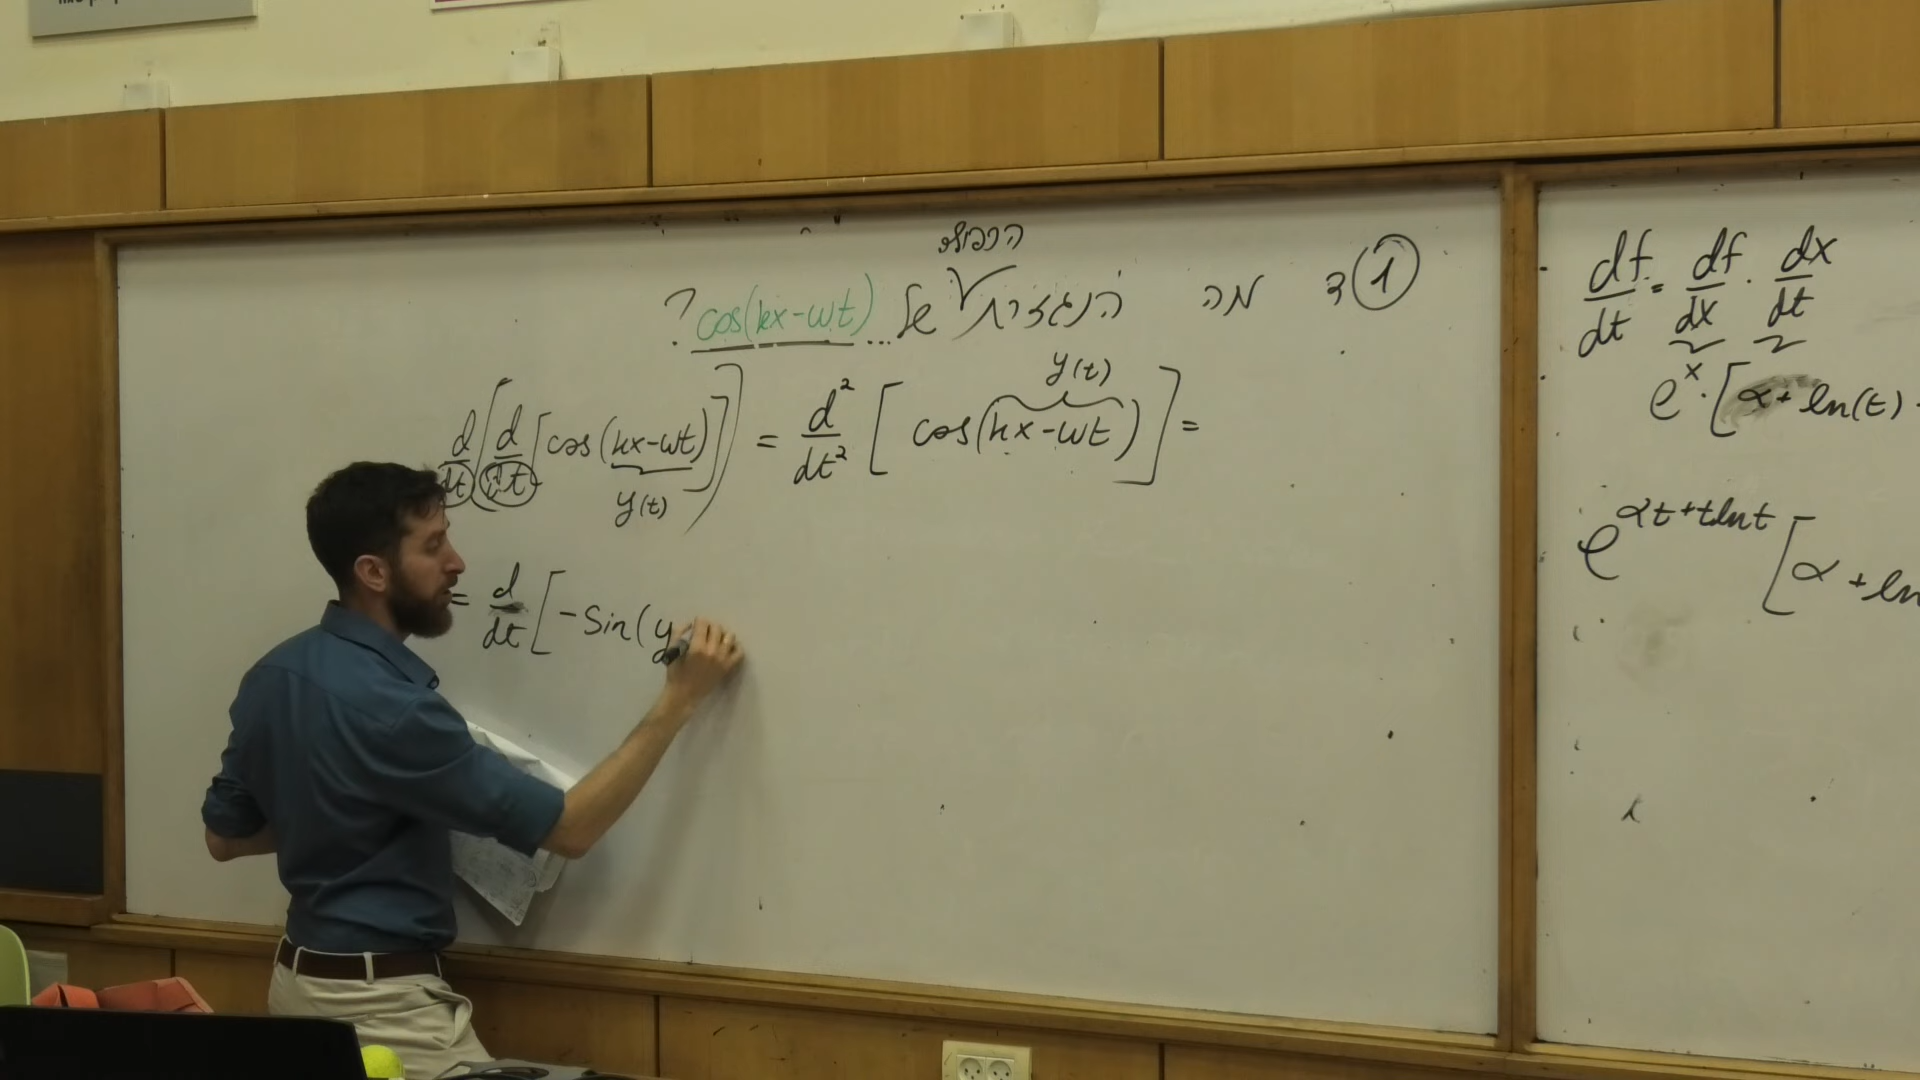 הכפולה
① ד מה הנגזרת של ... cos(kx-ωt) ?
d/dt [ d/dt [ cos(kx-ωt) ] ] = d²/dt² [ cos(kx-ωt) ] =
y(t)
y(t)
= d/dt [ -Sin(y
df/dt = df/dx · dx/dt
e^x · [ α + ln(t)
e^(αt+tlnt) [ α + ln